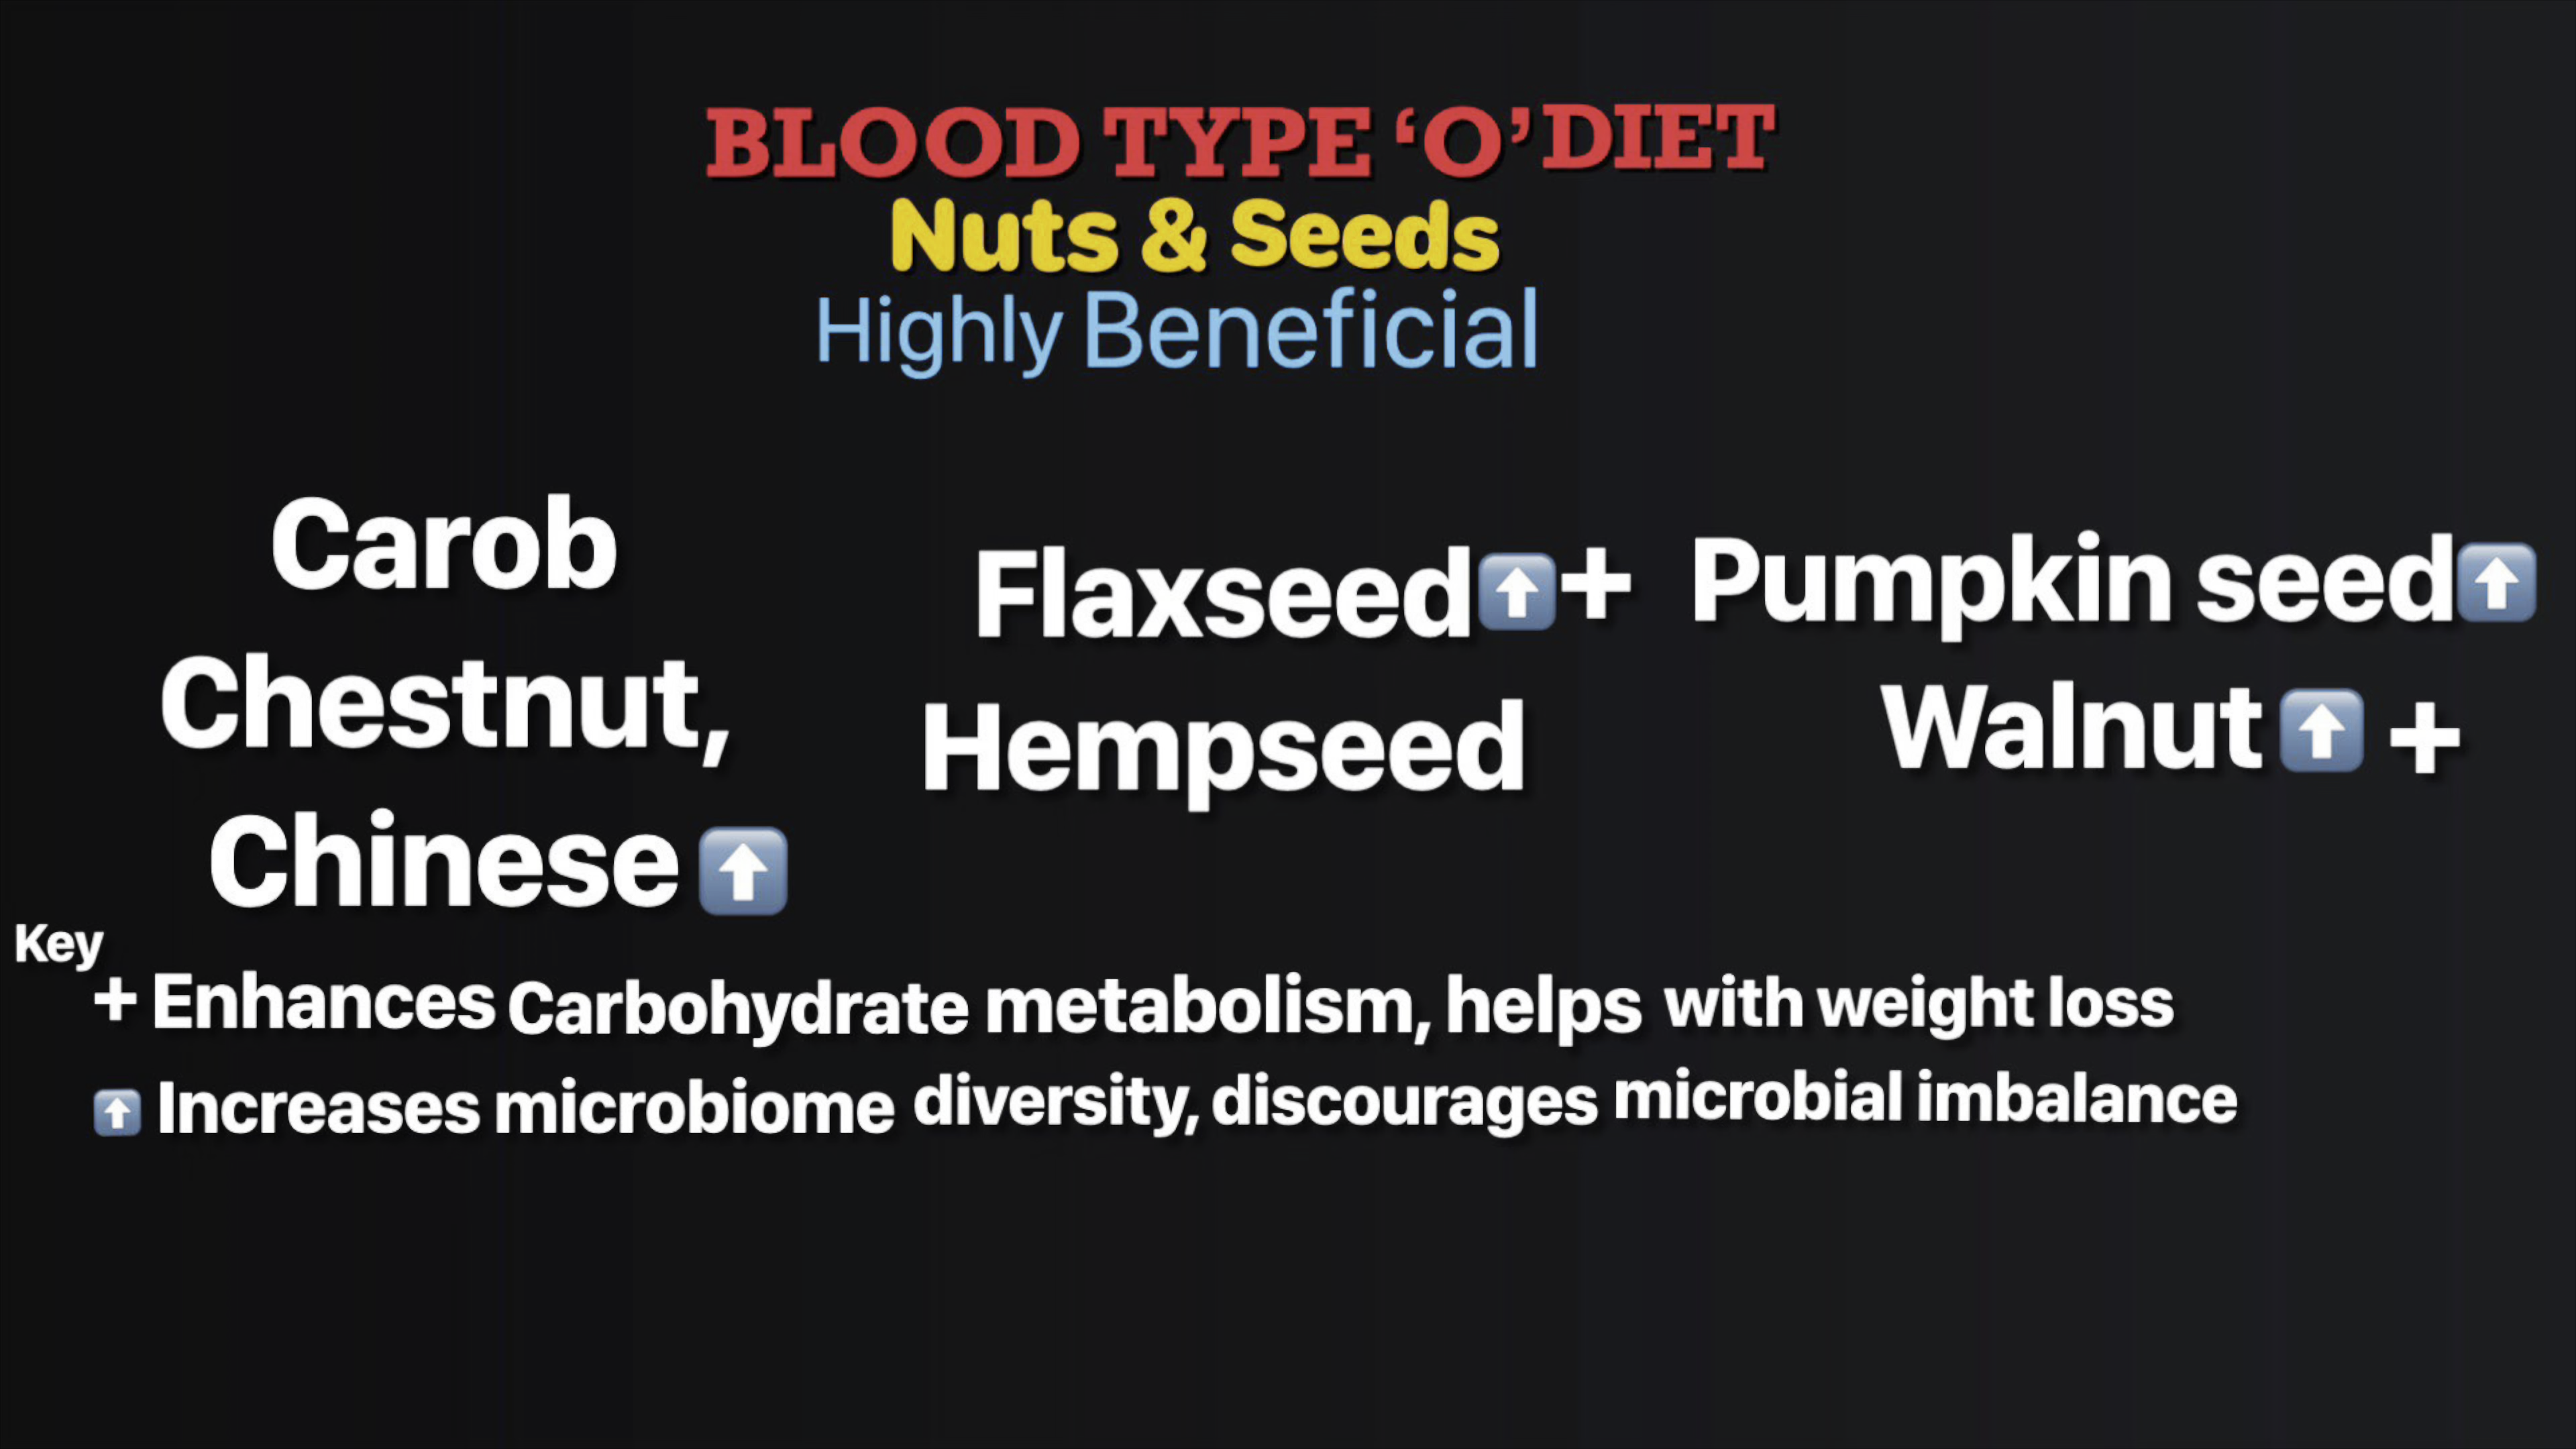 BLOOD TYPE ‘O’ DIET
Nuts & Seeds
Highly Beneficial
Carob
Chestnut,
Chinese ⬆️
Flaxseed⬆️+
Hempseed
Pumpkin seed⬆️
Walnut ⬆️ +
Key
+ Enhances Carbohydrate metabolism, helps with weight loss
⬆️ Increases microbiome diversity, discourages microbial imbalance